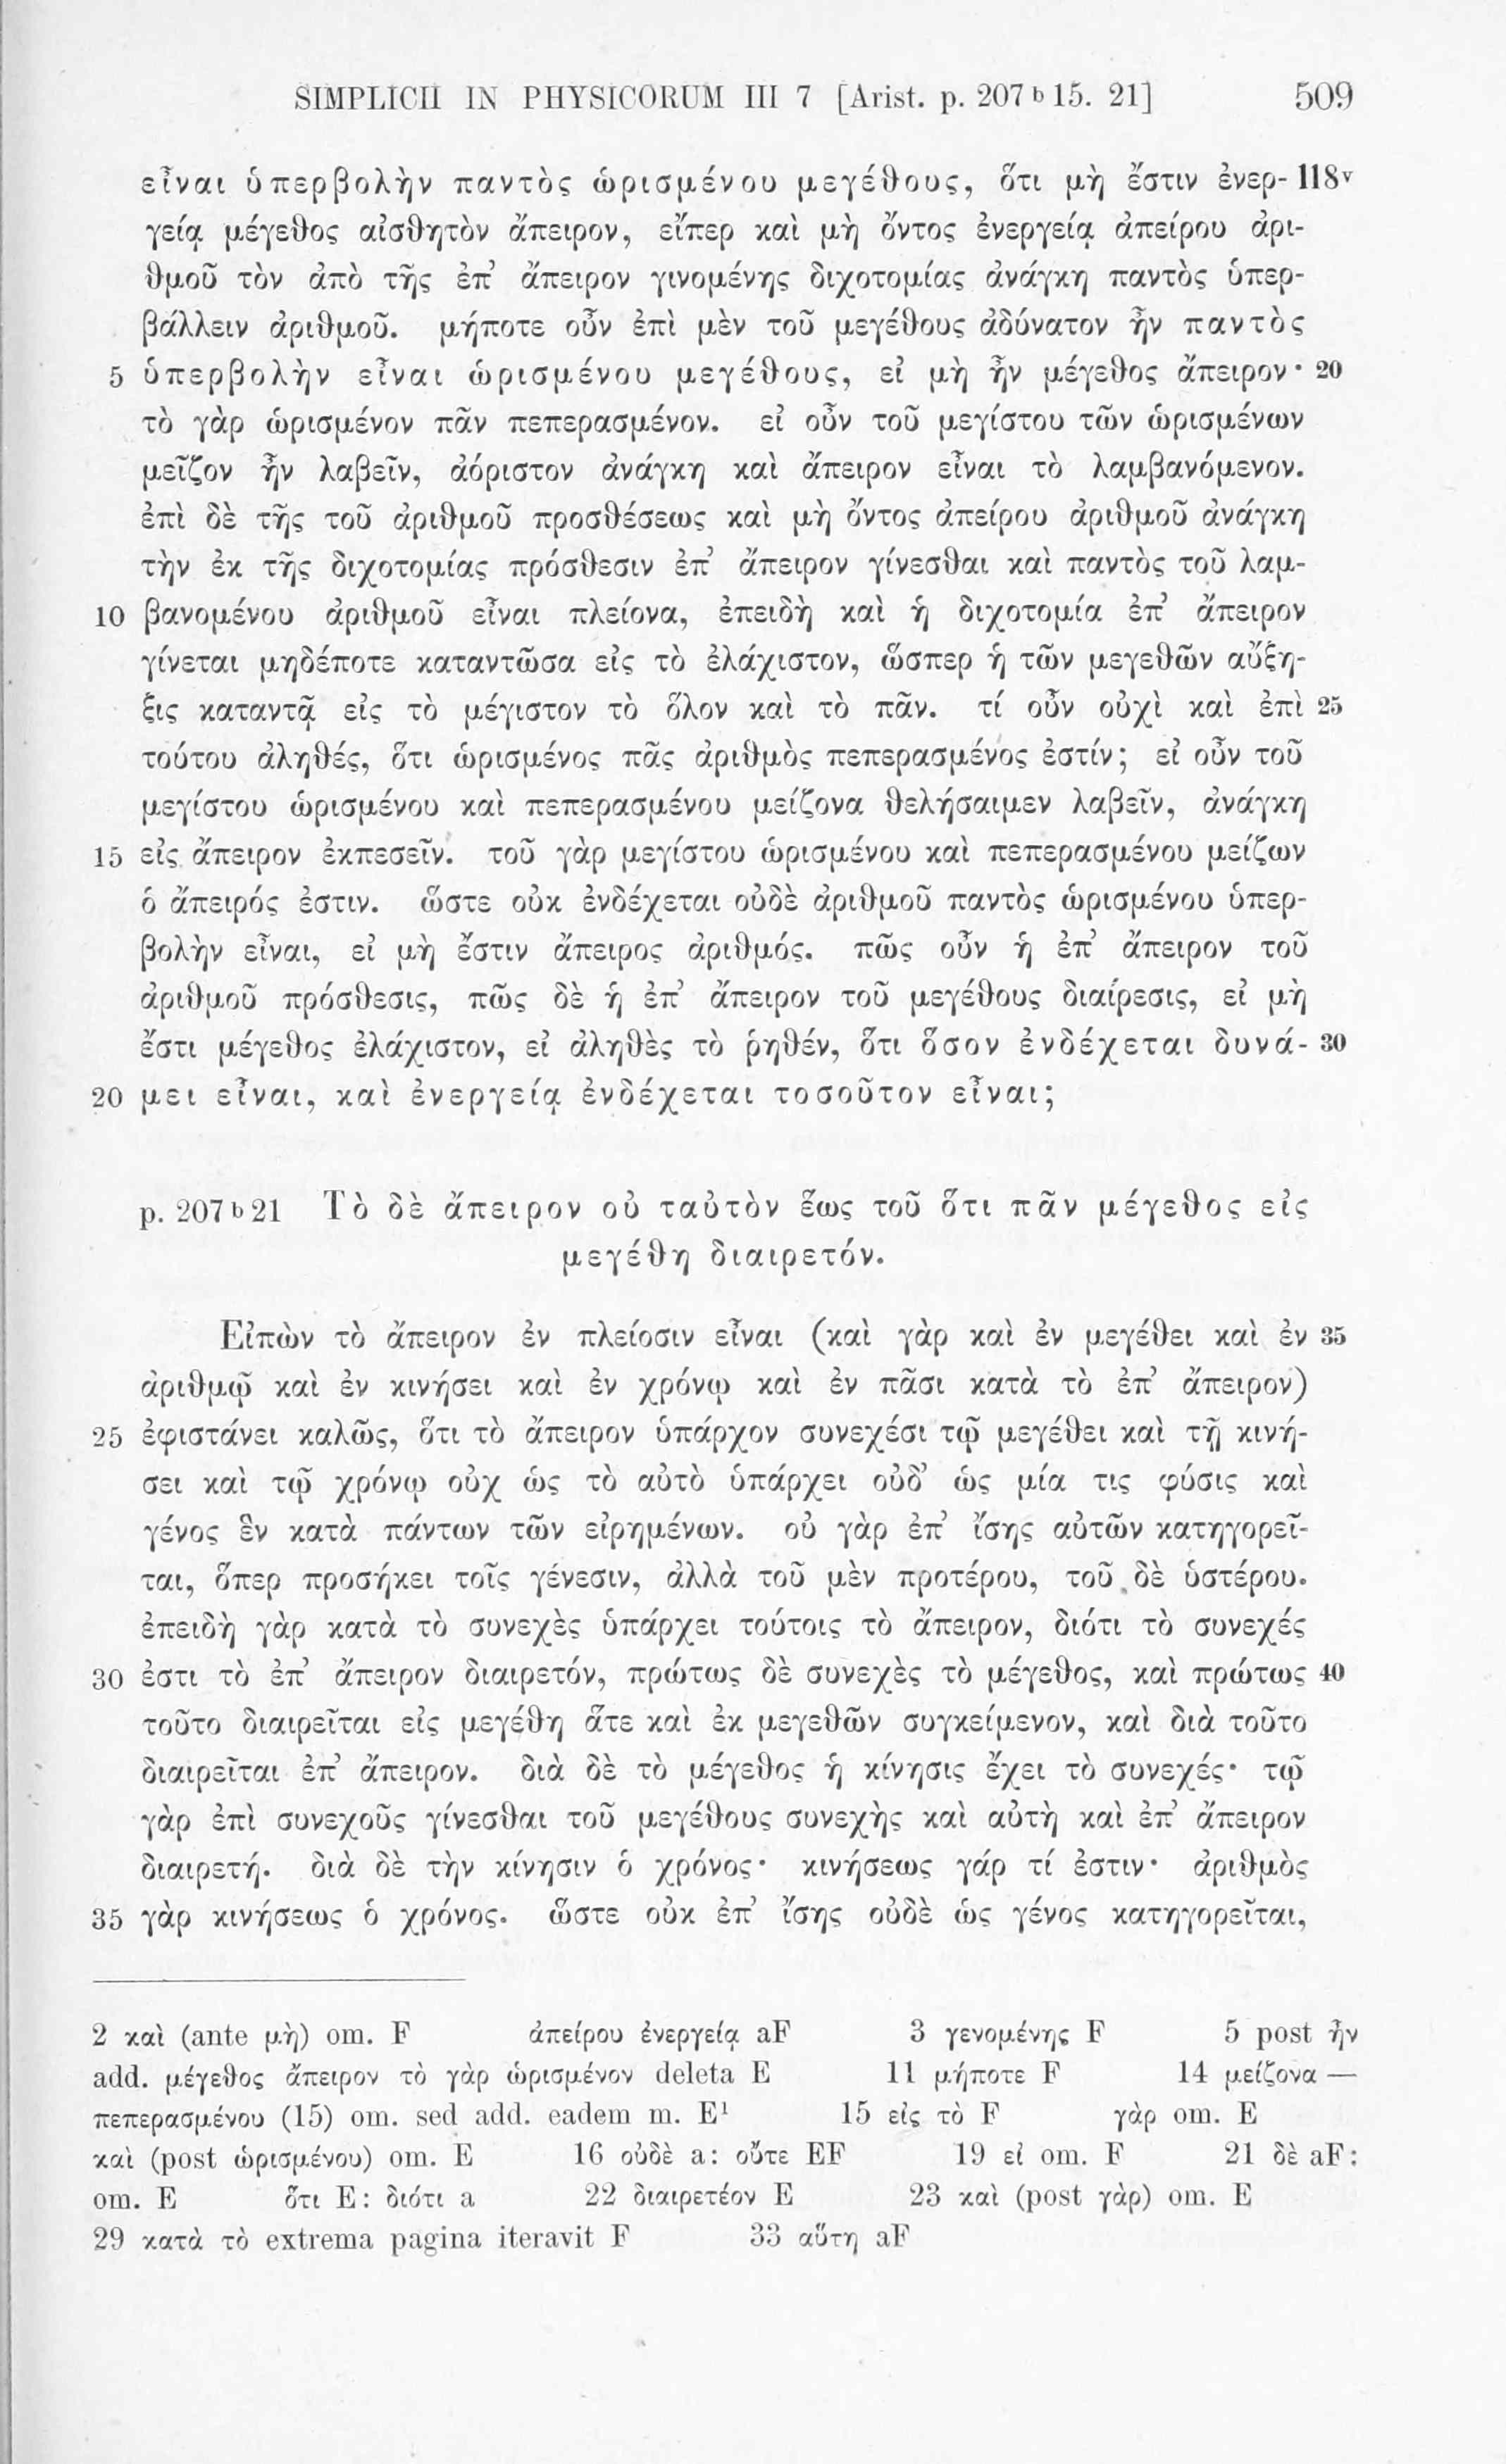 SIMPLICII IN PHYSICORUM III 7 [Arist. p. 207 b 15. 21] 509
εἶναι ὑπερβολὴν παντὸς ὡρισμένου μεγέθους, ὅτι μὴ ἔστιν ἐνερ- 118v
γείᾳ μέγεθος αἰσθητὸν ἄπειρον, εἴπερ καὶ μὴ ὄντος ἐνεργείᾳ ἀπείρου ἀρι-
θμοῦ τὸν ἀπὸ τῆς ἐπ’ ἄπειρον γινομένης διχοτομίας ἀνάγκη παντὸς ὑπερ-
βάλλειν ἀριθμοῦ. μήποτε οὖν ἐπὶ μὲν τοῦ μεγέθους ἀδύνατον ἦν παντὸς
5 ὑπερβολὴν εἶναι ὡρισμένου μεγέθους, εἰ μὴ ἦν μέγεθος ἄπειρον· 20
τὸ γὰρ ὡρισμένον πᾶν πεπερασμένον. εἰ οὖν τοῦ μεγίστου τῶν ὡρισμένων
μεῖζον ἦν λαβεῖν, ἀόριστον ἀνάγκη καὶ ἄπειρον εἶναι τὸ λαμβανόμενον.
ἐπὶ δὲ τῆς τοῦ ἀριθμοῦ προσθέσεως καὶ μὴ ὄντος ἀπείρου ἀριθμοῦ ἀνάγκη
τὴν ἐκ τῆς διχοτομίας πρόσθεσιν ἐπ’ ἄπειρον γίνεσθαι καὶ παντὸς τοῦ λαμ-
10 βανομένου ἀριθμοῦ εἶναι πλείονα, ἐπειδὴ καὶ ἡ διχοτομία ἐπ’ ἄπειρον
γίνεται μηδέποτε καταντῶσα εἰς τὸ ἐλάχιστον, ὥσπερ ἡ τῶν μεγεθῶν αὔξη-
ξις καταντᾷ εἰς τὸ μέγιστον τὸ ὅλον καὶ τὸ πᾶν. τί οὖν οὐχὶ καὶ ἐπὶ 25
τούτου ἀληθές, ὅτι ὡρισμένος πᾶς ἀριθμὸς πεπερασμένος ἐστίν; εἰ οὖν τοῦ
μεγίστου ὡρισμένου καὶ πεπερασμένου μείζονα θελήσαιμεν λαβεῖν, ἀνάγκη
15 εἰς ἄπειρον ἐκπεσεῖν. τοῦ γὰρ μεγίστου ὡρισμένου καὶ πεπερασμένου μείζων
ὁ ἄπειρός ἐστιν. ὥστε οὐκ ἐνδέχεται οὐδὲ ἀριθμοῦ παντὸς ὡρισμένου ὑπερ-
βολὴν εἶναι, εἰ μὴ ἔστιν ἄπειρος ἀριθμός. πῶς οὖν ἡ ἐπ’ ἄπειρον τοῦ
ἀριθμοῦ πρόσθεσις, πῶς δὲ ἡ ἐπ’ ἄπειρον τοῦ μεγέθους διαίρεσις, εἰ μὴ
ἔστι μέγεθος ἐλάχιστον, εἰ ἀληθὲς τὸ ῥηθέν, ὅτι ὅσον ἐνδέχεται δυνά- 30
20 μει εἶναι, καὶ ἐνεργείᾳ ἐνδέχεται τοσοῦτον εἶναι;
p. 207 b 21 Τὸ δὲ ἄπειρον οὐ ταὐτὸν ἕως τοῦ ὅτι πᾶν μέγεθος εἰς
μεγέθη διαιρετόν.
Εἰπὼν τὸ ἄπειρον ἐν πλείοσιν εἶναι (καὶ γὰρ καὶ ἐν μεγέθει καὶ ἐν 35
ἀριθμῷ καὶ ἐν κινήσει καὶ ἐν χρόνῳ καὶ ἐν πᾶσι κατὰ τὸ ἐπ’ ἄπειρον)
25 ἐφιστάνει καλῶς, ὅτι τὸ ἄπειρον ὑπάρχον συνεχέσι τῷ μεγέθει καὶ τῇ κινή-
σει καὶ τῷ χρόνῳ οὐχ ὡς τὸ αὐτὸ ὑπάρχει οὐδ’ ὡς μία τις φύσις καὶ
γένος ἓν κατὰ πάντων τῶν εἰρημένων. οὐ γὰρ ἐπ’ ἴσης αὐτῶν κατηγορεῖ-
ται, ὅπερ προσήκει τοῖς γένεσιν, ἀλλὰ τοῦ μὲν προτέρου, τοῦ δὲ ὑστέρου.
ἐπειδὴ γὰρ κατὰ τὸ συνεχὲς ὑπάρχει τούτοις τὸ ἄπειρον, διότι τὸ συνεχές
30 ἐστι τὸ ἐπ’ ἄπειρον διαιρετόν, πρώτως δὲ συνεχὲς τὸ μέγεθος, καὶ πρώτως 40
τοῦτο διαιρεῖται εἰς μεγέθη ἅτε καὶ ἐκ μεγεθῶν συγκείμενον, καὶ διὰ τοῦτο
διαιρεῖται ἐπ’ ἄπειρον. διὰ δὲ τὸ μέγεθος ἡ κίνησις ἔχει τὸ συνεχές· τῷ
γὰρ ἐπὶ συνεχοῦς γίνεσθαι τοῦ μεγέθους συνεχὴς καὶ αὐτὴ καὶ ἐπ’ ἄπειρον
διαιρετή. διὰ δὲ τὴν κίνησιν ὁ χρόνος· κινήσεως γάρ τί ἐστιν· ἀριθμὸς
35 γὰρ κινήσεως ὁ χρόνος. ὥστε οὐκ ἐπ’ ἴσης οὐδὲ ὡς γένος κατηγορεῖται,
2 καὶ (ante μὴ) om. F ἀπείρου ἐνεργείᾳ aF 3 γενομένης F 5 post ἦν
add. μέγεθος ἄπειρον τὸ γὰρ ὡρισμένον deleta E 11 μήποτε F 14 μείζονα —
πεπερασμένου (15) om. sed add. eadem m. E¹ 15 εἰς τὸ F γὰρ om. E
καὶ (post ὡρισμένου) om. E 16 οὐδὲ a: οὔτε EF 19 εἰ om. F 21 δὲ aF:
om. E ὅτι E: διότι a 22 διαιρετέον E 23 καὶ (post γὰρ) om. E
29 κατὰ τὸ extrema pagina iteravit F 33 αὕτη aF